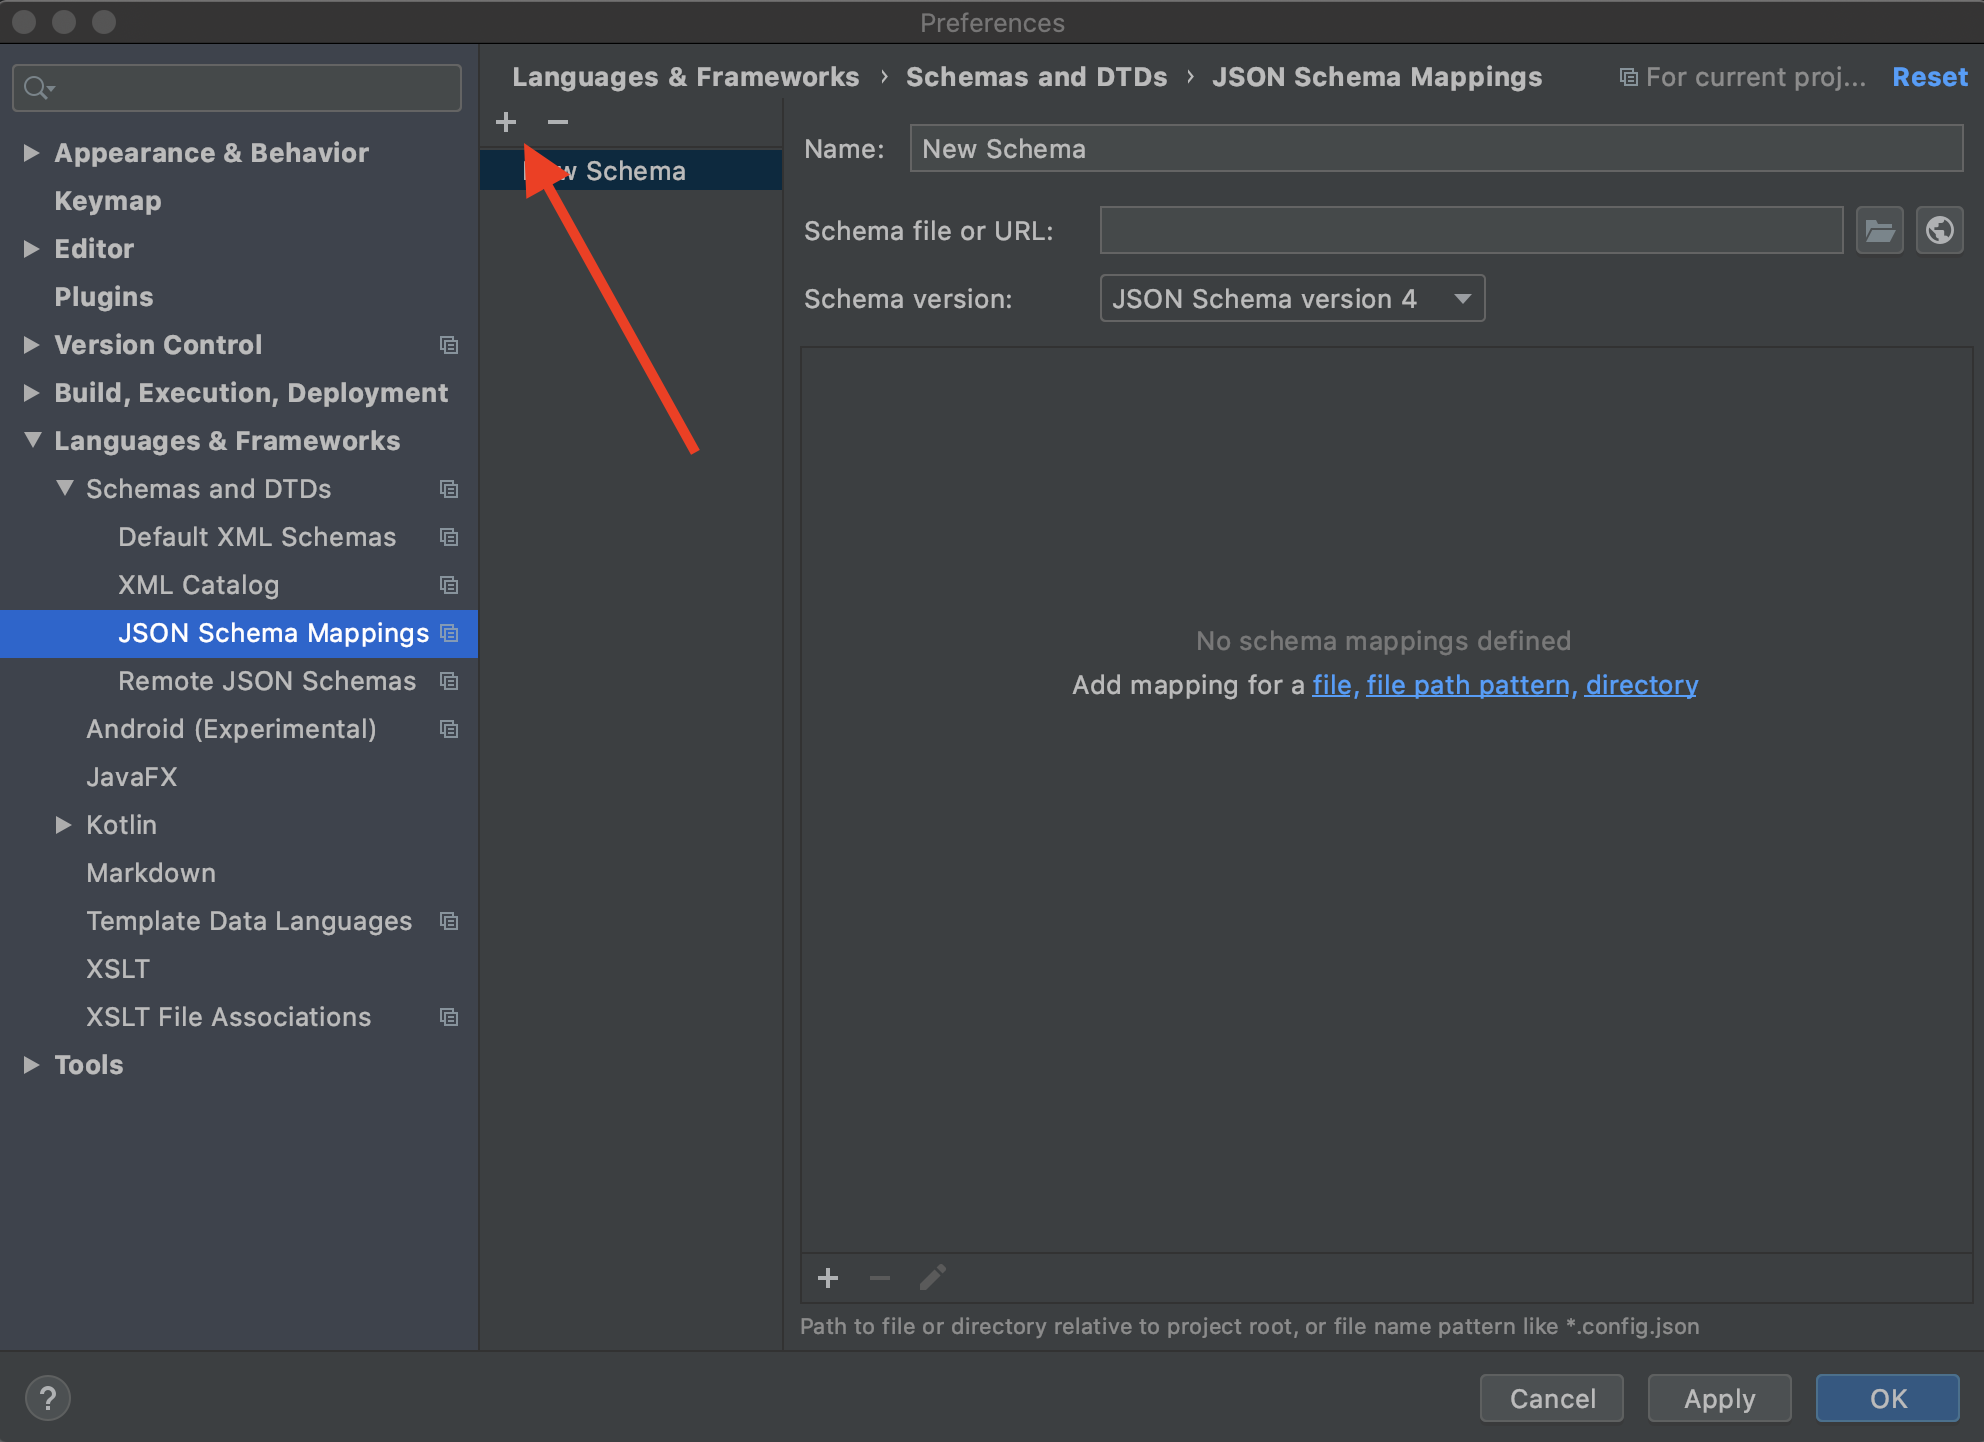 Preferences
Appearance & Behavior
Keymap
Editor
Plugins
Version Control
Build, Execution, Deployment
Languages & Frameworks
Schemas and DTDs
Default XML Schemas
XML Catalog
JSON Schema Mappings
Remote JSON Schemas
Android (Experimental)
JavaFX
Kotlin
Markdown
Template Data Languages
XSLT
XSLT File Associations
Tools
Languages & Frameworks › Schemas and DTDs › JSON Schema Mappings For current proj... Reset
Schema
Name: New Schema
Schema file or URL:
Schema version: JSON Schema version 4
No schema mappings defined
Add mapping for a file, file path pattern, directory
Path to file or directory relative to project root, or file name pattern like *.config.json
? Cancel Apply OK